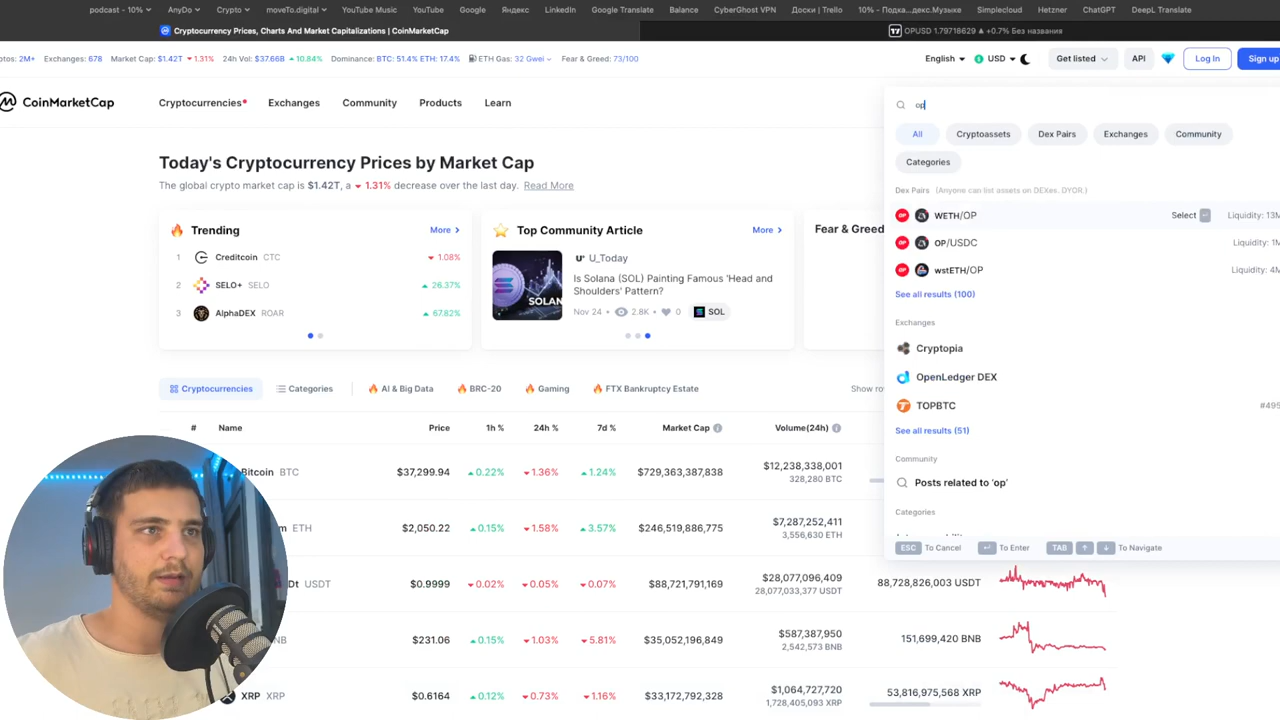 podcast - 10% AnyDo Crypto moveTo.digital YouTube Music YouTube Google Яндекс LinkedIn Google Translate Balance CyberGhost VPN Доски | Trello 10% - Подка...декс.Музыке Simplecloud Hetzner ChatGPT DeepL Translate
Cryptocurrency Prices, Charts And Market Capitalizations | CoinMarketCap
OPUSD 1.79718629 ▲ +0.7% Без названия
ptos: 2M+ Exchanges: 678 Market Cap: $1.42T 1.31% 24h Vol: $37.66B 10.84% Dominance: BTC: 51.4% ETH: 17.4% ETH Gas: 32 Gwei Fear & Greed: 73/100
English USD Get listed API Log In Sign up
CoinMarketCap Cryptocurrencies Exchanges Community Products Learn
op
All Cryptoassets Dex Pairs Exchanges Community
Categories
Dex Pairs (Anyone can list assets on DEXes. DYOR.)
WETH/OP Select Liquidity: 13M
OP/USDC Liquidity: 1M
wstETH/OP Liquidity: 4M
See all results (100)
Exchanges
Cryptopia
OpenLedger DEX
TOPBTC #495
See all results (51)
Community
Posts related to 'op'
Categories
ESC To Cancel To Enter TAB To Navigate
Today's Cryptocurrency Prices by Market Cap
The global crypto market cap is $1.42T, a 1.31% decrease over the last day. Read More
Trending More
1 Creditcoin CTC 1.08%
2 SELO+ SELO 26.37%
3 AlphaDEX ROAR 67.82%
Top Community Article More
U_Today
Is Solana (SOL) Painting Famous 'Head and
Shoulders' Pattern?
Nov 24 • 2.8K • 0 SOL
SOLAN
Fear & Greed
Cryptocurrencies Categories AI & Big Data BRC-20 Gaming FTX Bankruptcy Estate Show ro
# Name Price 1h % 24h % 7d % Market Cap Volume(24h)
Bitcoin BTC $37,299.94 0.22% 1.36% 1.24% $729,363,387,838 $12,238,338,001
328,280 BTC
m ETH $2,050.22 0.15% 1.58% 3.57% $246,519,886,775 $7,287,252,411
3,556,630 ETH
Dt USDT $0.9999 0.02% 0.05% 0.07% $88,721,791,169 $28,077,096,409 88,728,826,003 USDT
28,077,033,377 USDT
NB $231.06 0.15% 1.03% 5.81% $35,052,196,849 $587,387,950 151,699,420 BNB
2,542,573 BNB
XRP XRP $0.6164 0.12% 0.73% 1.16% $33,172,792,328 $1,064,727,720 53,816,975,568 XRP
1,728,405,093 XRP